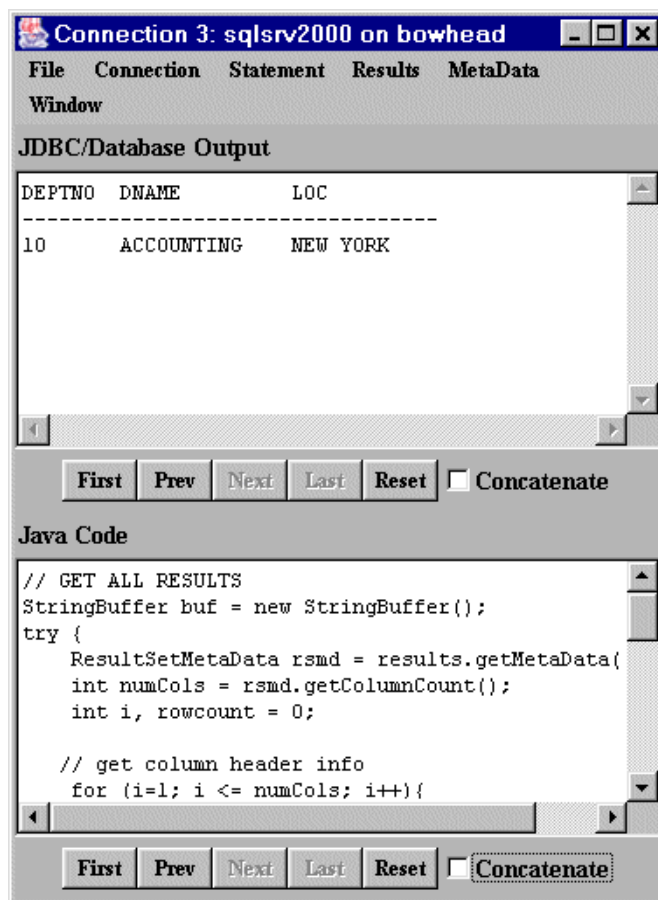 Connection 3: sqlsrv2000 on bowhead
File Connection Statement Results MetaData
Window
JDBC/Database Output
DEPTNO DNAME LOC
-----------------------------------
10 ACCOUNTING NEW YORK
First Prev Next Last Reset Concatenate
Java Code
// GET ALL RESULTS
StringBuffer buf = new StringBuffer();
try {
    ResultSetMetaData rsmd = results.getMetaData(
    int numCols = rsmd.getColumnCount();
    int i, rowcount = 0;
   // get column header info
    for (i=1; i <= numCols; i++){
First Prev Next Last Reset Concatenate